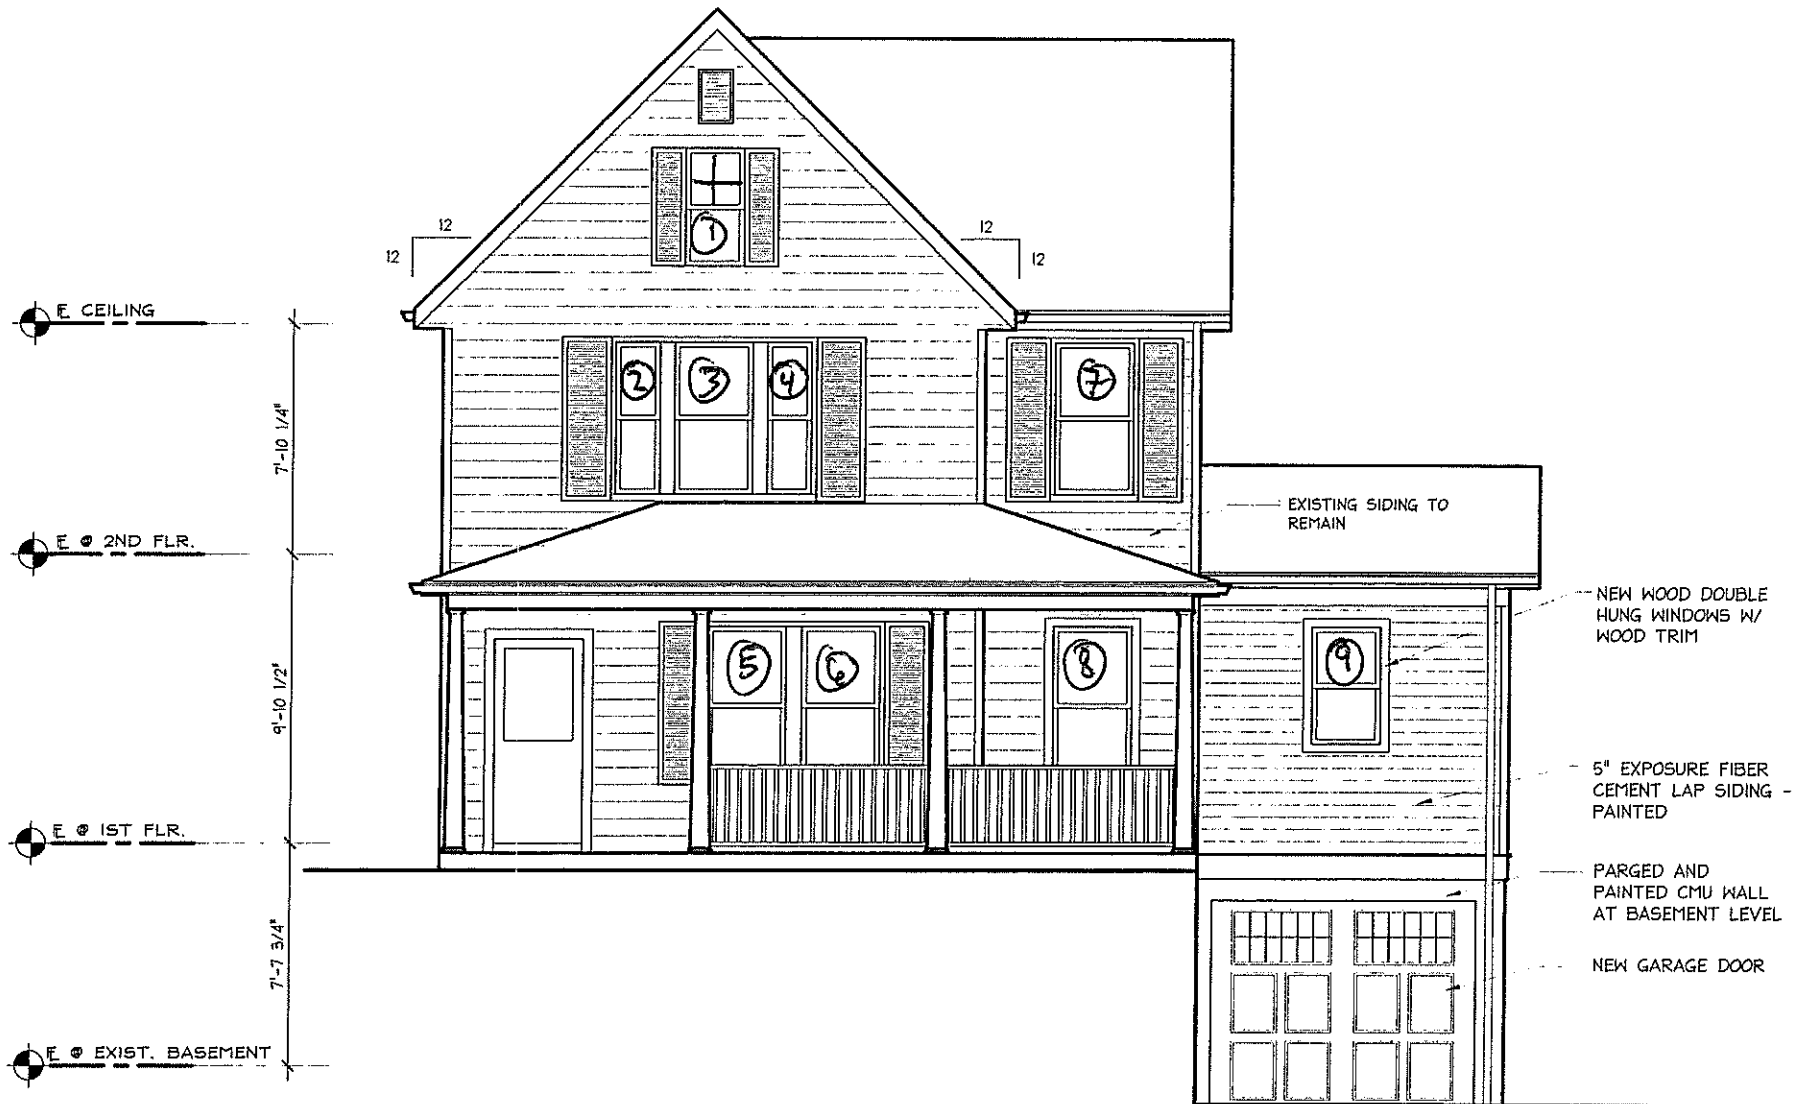 12
12
12
12
E CEILING
7'-10 1/4"
E @ 2ND FLR.
9'-10 1/2"
E @ 1ST FLR.
7'-7 3/4"
E @ EXIST. BASEMENT
1
2
3
4
7
5
6
8
9
EXISTING SIDING TO
REMAIN
NEW WOOD DOUBLE
HUNG WINDOWS W/
WOOD TRIM
5" EXPOSURE FIBER
CEMENT LAP SIDING -
PAINTED
PARGED AND
PAINTED CMU WALL
AT BASEMENT LEVEL
NEW GARAGE DOOR